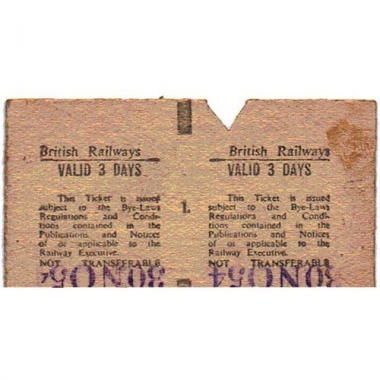 British Railways
VALID 3 DAYS
This Ticket is issued
subject to the Bye-Laws
Regulations and Condi-
tions contained in the
Publications and Notices
of or applicable to the
Railway Executive.
NOT TRANSFERABLE
1.
British Railways
VALID 3 DAYS
This Ticket is issued
subject to the Bye-Laws
Regulations and Condi-
tions contained in the
Publications and Notices
of or applicable to the
Railway Executive.
NOT TRANSFERABLE